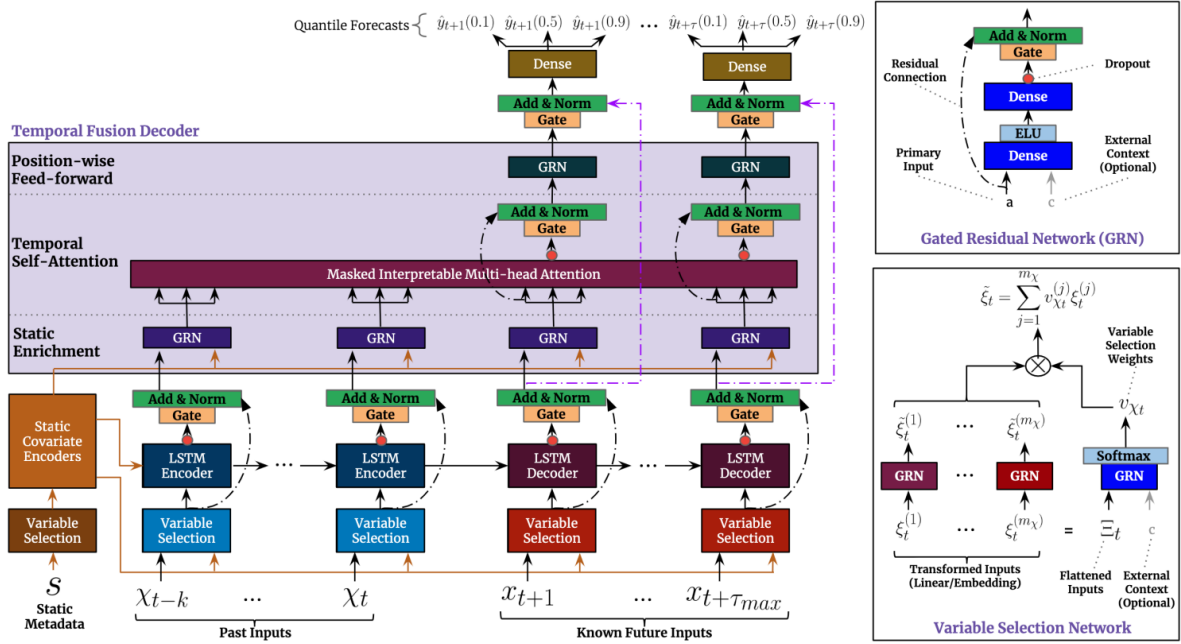 Quantile Forecasts { ŷt+1(0.1) ŷt+1(0.5) ŷt+1(0.9) ... ŷt+τ(0.1) ŷt+τ(0.5) ŷt+τ(0.9)
Dense Dense
Add & Norm Add & Norm
Gate Gate
Temporal Fusion Decoder
Position-wise
Feed-forward
GRN GRN
Add & Norm Add & Norm
Gate Gate
Temporal
Self-Attention
Masked Interpretable Multi-head Attention
Static
Enrichment
GRN GRN GRN GRN
Add & Norm Add & Norm Add & Norm Add & Norm
Gate Gate Gate Gate
Static
Covariate
Encoders
LSTM
Encoder
...
LSTM
Encoder
LSTM
Decoder
...
LSTM
Decoder
Variable
Selection
Variable
Selection
Variable
Selection
Variable
Selection
Variable
Selection
s
Static
Metadata
χt−k ... χt xt+1 ... xt+τmax
Past Inputs
Known Future Inputs
Add & Norm
Gate
Residual
Connection
Dropout
Dense
ELU
Dense
Primary
Input
External
Context
(Optional)
a c
Gated Residual Network (GRN)
ξ̃t = ∑j=1mχ vχt(j) ξ̃t(j)
Variable
Selection
Weights
vχt
ξ̃t(1) ... ξ̃t(mχ)
Softmax
GRN ... GRN GRN
ξt(1) ... ξt(mχ) = Ξt c
Transformed Inputs
(Linear/Embedding)
Flattened
Inputs
External
Context
(Optional)
Variable Selection Network